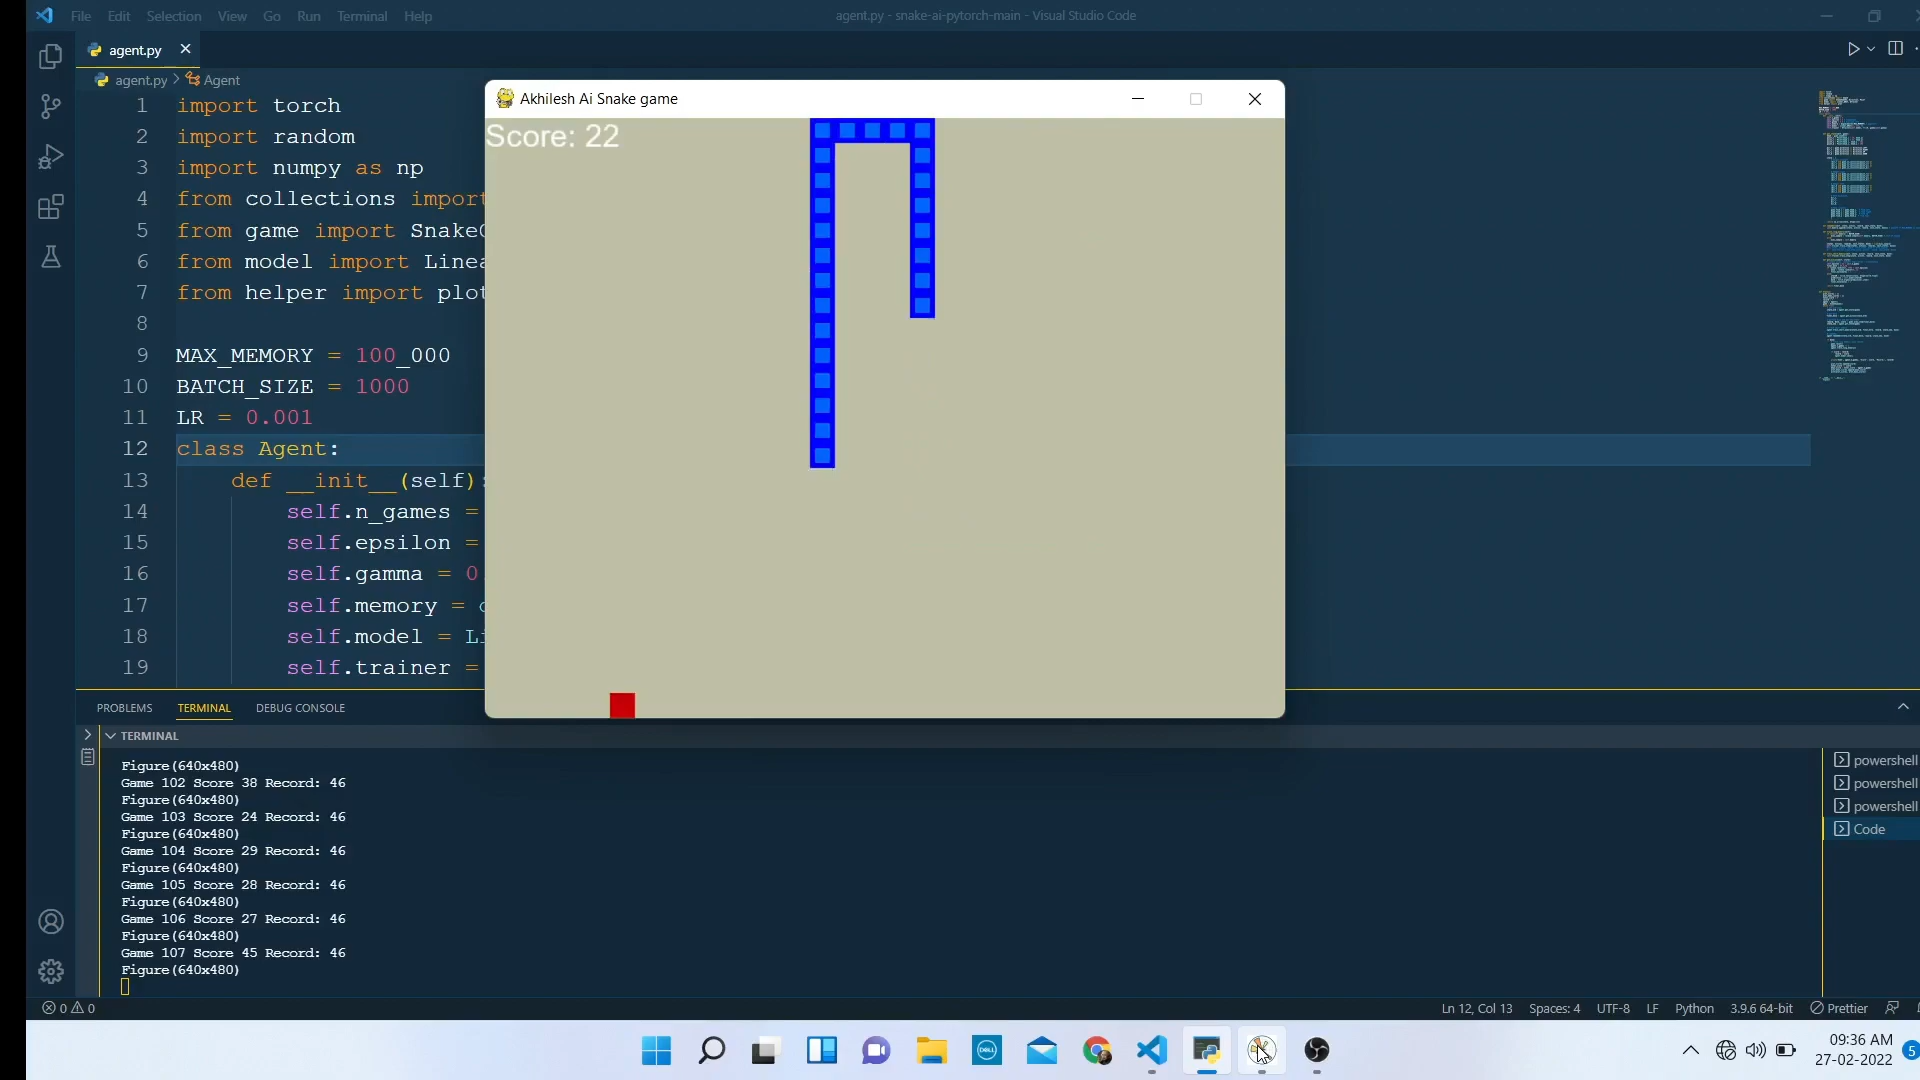 File Edit Selection View Go Run Terminal Help
agent.py - snake-ai-pytorch-main - Visual Studio Code
agent.py
agent.py > Agent
1 import torch
2 import random
3 import numpy as np
4 from collections import
5 from game import Snake
6 from model import Linea
7 from helper import plot
8
9 MAX_MEMORY = 100_000
10 BATCH_SIZE = 1000
11 LR = 0.001
12 class Agent:
13 def __init__(self):
14 self.n_games =
15 self.epsilon =
16 self.gamma = 0
17 self.memory =
18 self.model = Li
19 self.trainer =
Akhilesh Ai Snake game
Score: 22
PROBLEMS TERMINAL DEBUG CONSOLE
TERMINAL
Figure(640x480)
Game 102 Score 38 Record: 46
Figure(640x480)
Game 103 Score 24 Record: 46
Figure(640x480)
Game 104 Score 29 Record: 46
Figure(640x480)
Game 105 Score 28 Record: 46
Figure(640x480)
Game 106 Score 27 Record: 46
Figure(640x480)
Game 107 Score 45 Record: 46
Figure(640x480)
powershell
powershell
powershell
Code
0 0
Ln 12, Col 13 Spaces: 4 UTF-8 LF Python 3.9.6 64-bit Prettier
DELL
09:36 AM
27-02-2022
5